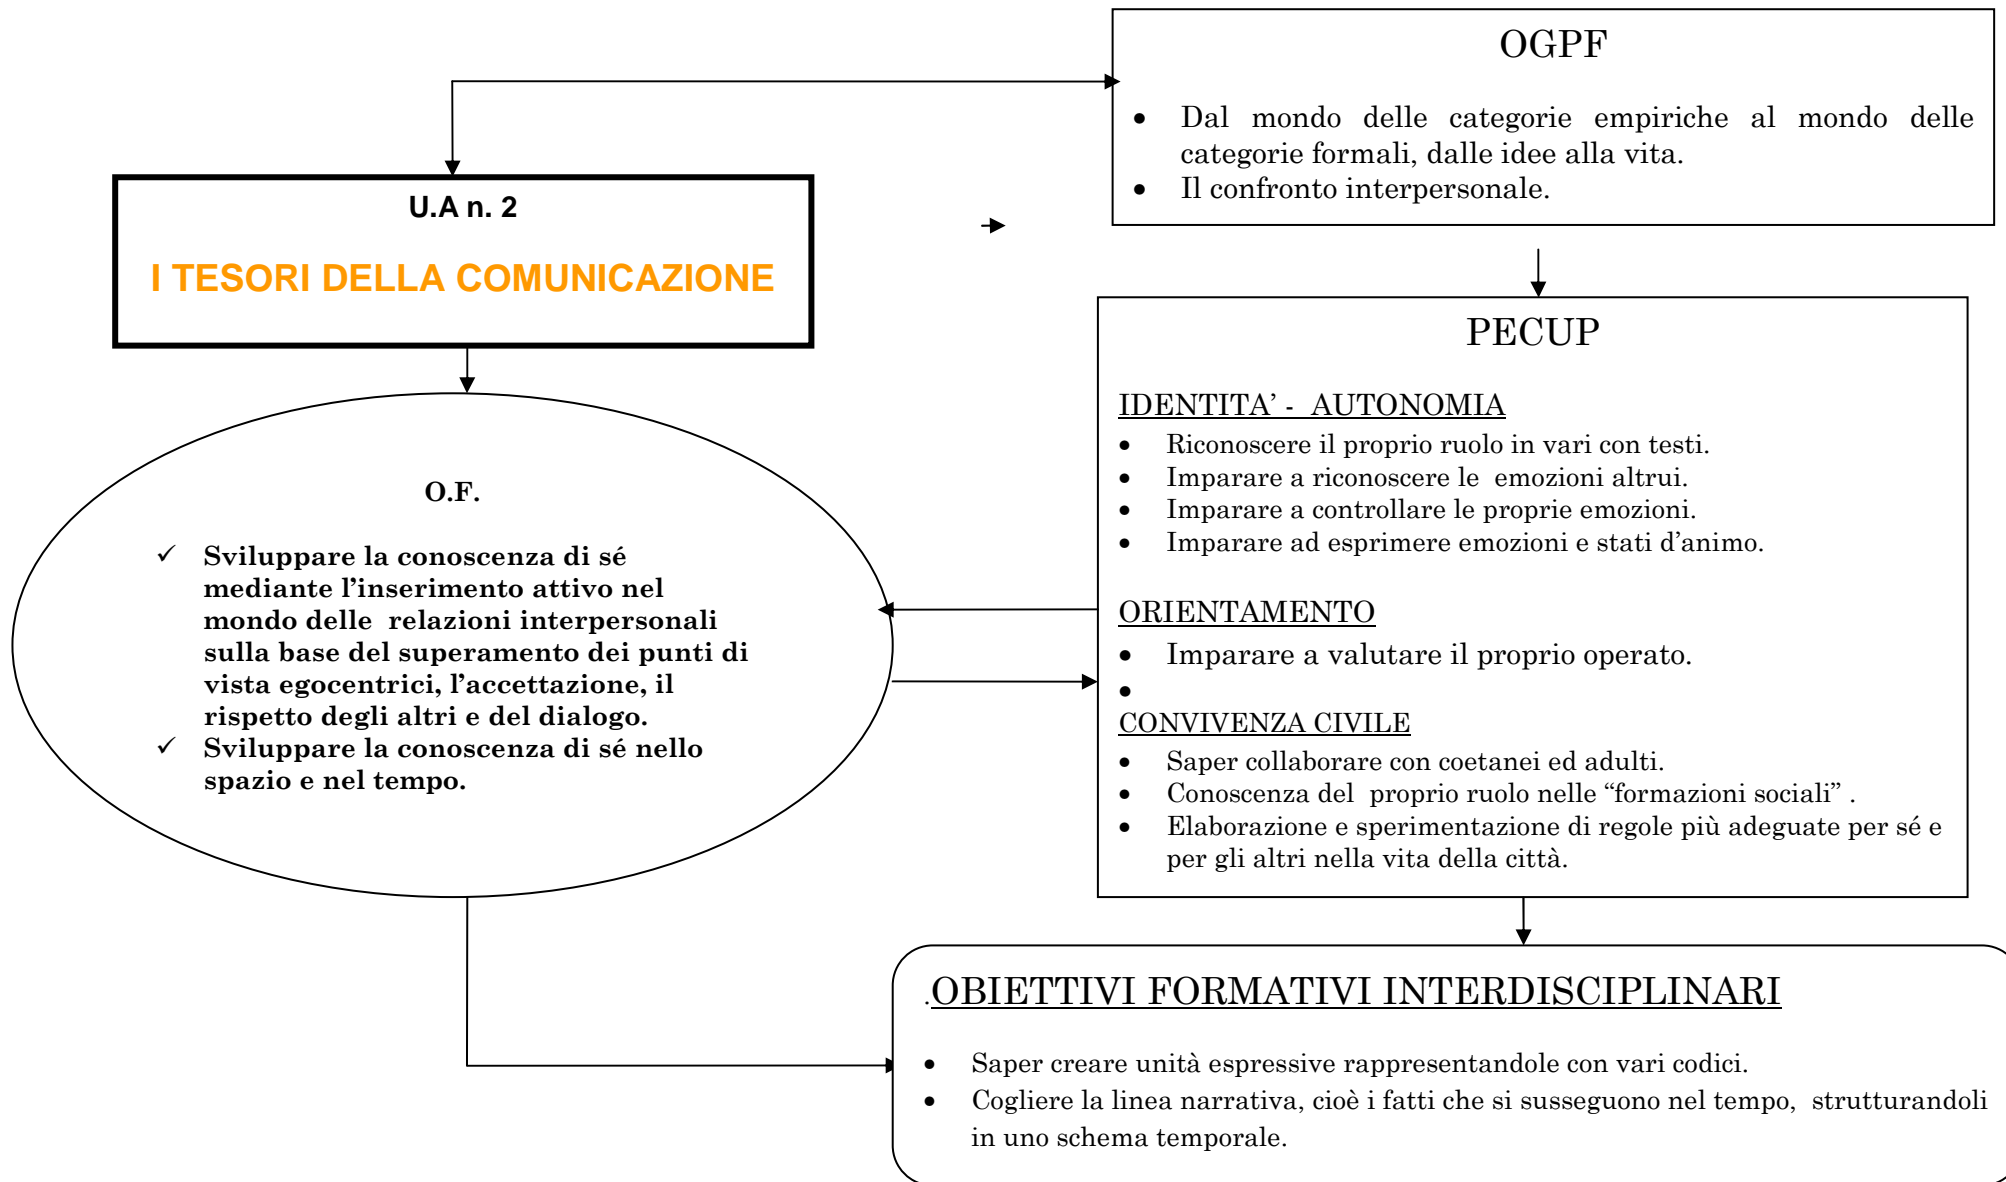 OGPF
• Dal mondo delle categorie empiriche al mondo delle
categorie formali, dalle idee alla vita.
• Il confronto interpersonale.
U.A n. 2
I TESORI DELLA COMUNICAZIONE
PECUP
IDENTITA’ - AUTONOMIA
• Riconoscere il proprio ruolo in vari con testi.
• Imparare a riconoscere le emozioni altrui.
• Imparare a controllare le proprie emozioni.
• Imparare ad esprimere emozioni e stati d’animo.
ORIENTAMENTO
• Imparare a valutare il proprio operato.
•
CONVIVENZA CIVILE
• Saper collaborare con coetanei ed adulti.
• Conoscenza del proprio ruolo nelle “formazioni sociali” .
• Elaborazione e sperimentazione di regole più adeguate per sé e
per gli altri nella vita della città.
O.F.
✓ Sviluppare la conoscenza di sé
mediante l’inserimento attivo nel
mondo delle relazioni interpersonali
sulla base del superamento dei punti di
vista egocentrici, l’accettazione, il
rispetto degli altri e del dialogo.
✓ Sviluppare la conoscenza di sé nello
spazio e nel tempo.
.OBIETTIVI FORMATIVI INTERDISCIPLINARI
• Saper creare unità espressive rappresentandole con vari codici.
• Cogliere la linea narrativa, cioè i fatti che si susseguono nel tempo, strutturandoli
in uno schema temporale.